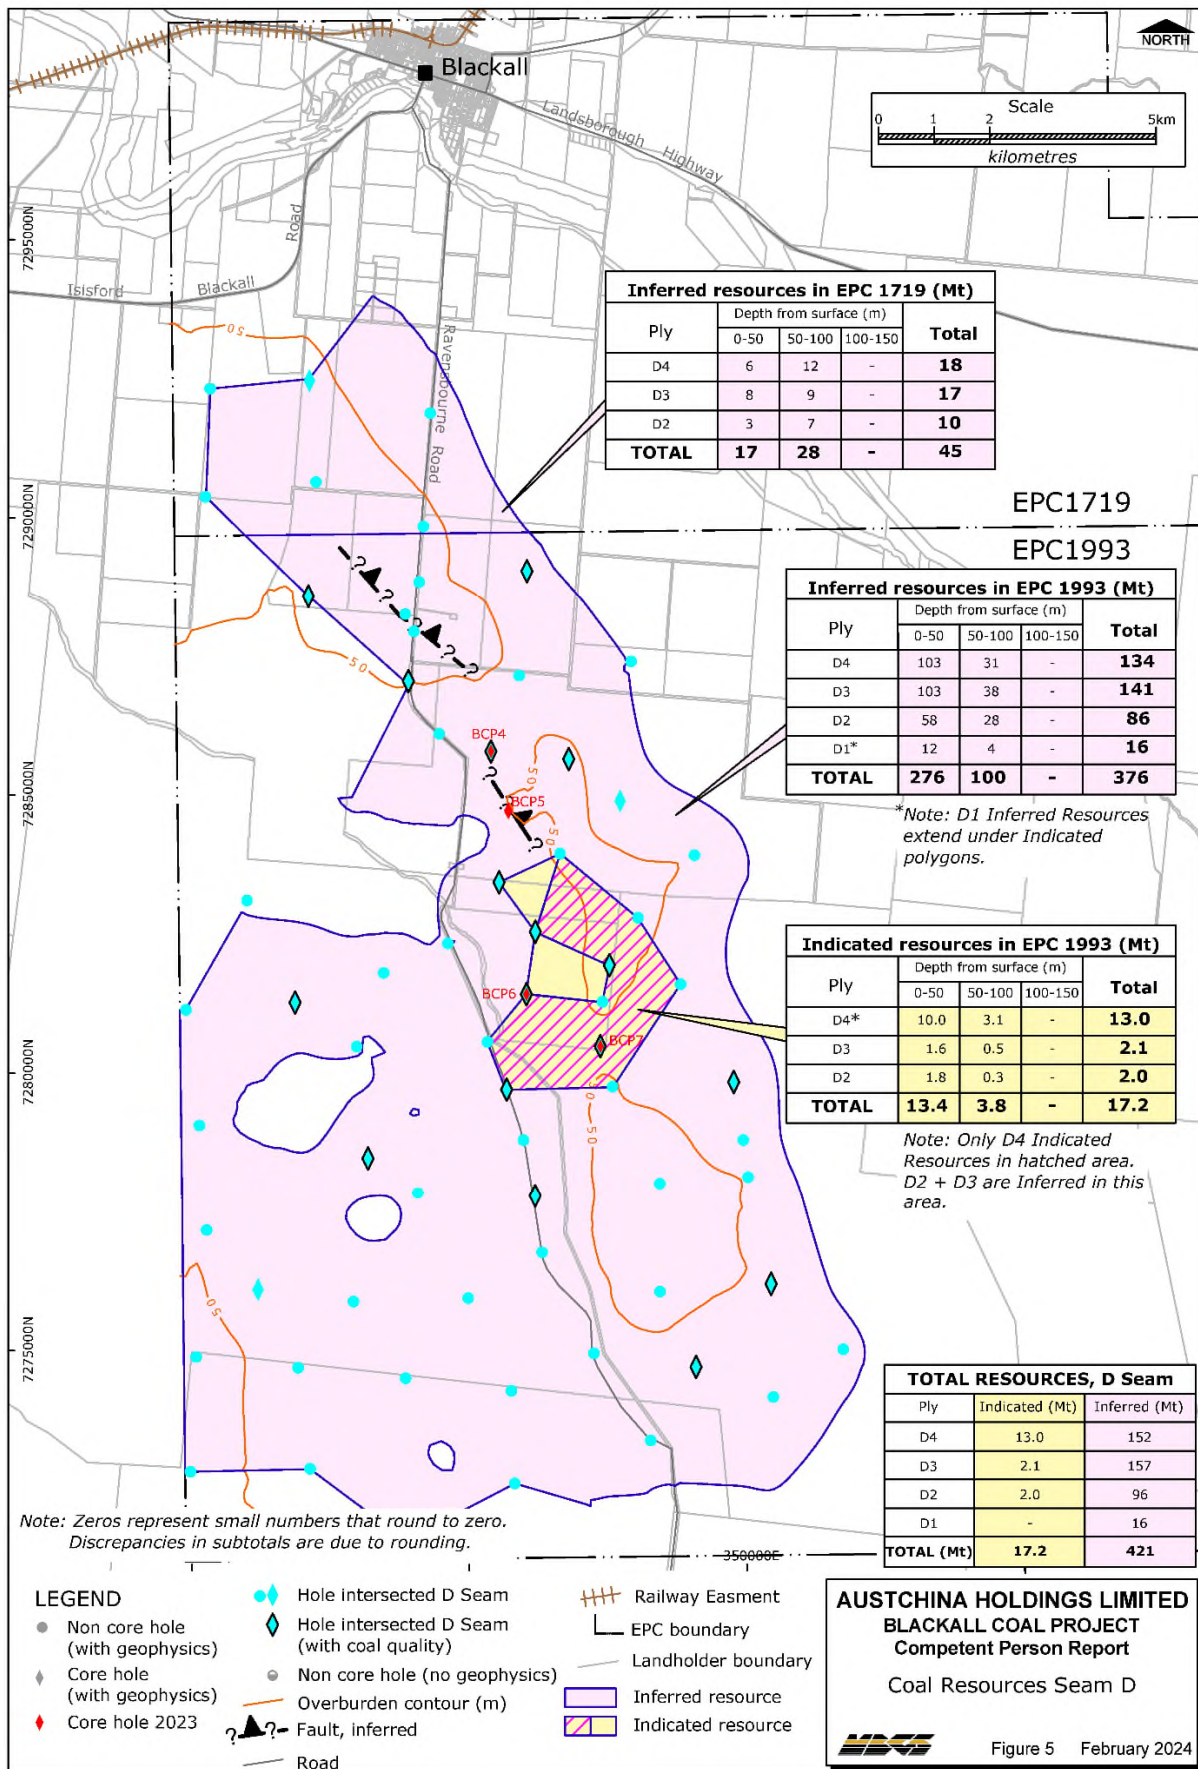 NORTH
Blackall
Scale
0 1 2 5km
kilometres
Landsborough Highway
Road
Isisford Blackall
Ravensbourne Road
7295000N
7290000N
7285000N
7280000N
7275000N
350000E
50
50
50
50
50
50
Inferred resources in EPC 1719 (Mt)
Ply Depth from surface (m) Total
0-50 50-100 100-150
D4 6 12 - 18
D3 8 9 - 17
D2 3 7 - 10
TOTAL 17 28 - 45
EPC1719
EPC1993
? ? ? ? ?
Inferred resources in EPC 1993 (Mt)
Ply Depth from surface (m) Total
0-50 50-100 100-150
D4 103 31 - 134
D3 103 38 - 141
D2 58 28 - 86
D1* 12 4 - 16
TOTAL 276 100 - 376
*Note: D1 Inferred Resources
extend under Indicated
polygons.
BCP4
?
? BCP5
?
BCP6
BCP7
Indicated resources in EPC 1993 (Mt)
Ply Depth from surface (m) Total
0-50 50-100 100-150
D4* 10.0 3.1 - 13.0
D3 1.6 0.5 - 2.1
D2 1.8 0.3 - 2.0
TOTAL 13.4 3.8 - 17.2
Note: Only D4 Indicated
Resources in hatched area.
D2 + D3 are Inferred in this
area.
TOTAL RESOURCES, D Seam
Ply Indicated (Mt) Inferred (Mt)
D4 13.0 152
D3 2.1 157
D2 2.0 96
D1 - 16
TOTAL (Mt) 17.2 421
Note: Zeros represent small numbers that round to zero.
Discrepancies in subtotals are due to rounding.
LEGEND
Non core hole
(with geophysics)
Core hole
(with geophysics)
Core hole 2023
Hole intersected D Seam
Hole intersected D Seam
(with coal quality)
Non core hole (no geophysics)
Overburden contour (m)
? ? Fault, inferred
Road
Railway Easment
EPC boundary
Landholder boundary
Inferred resource
Indicated resource
AUSTCHINA HOLDINGS LIMITED
BLACKALL COAL PROJECT
Competent Person Report
Coal Resources Seam D
Figure 5 February 2024